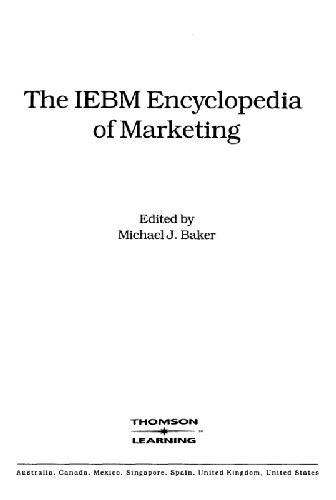 The IEBM Encyclopedia
of Marketing
Edited by
Michael J. Baker
THOMSON
LEARNING
Australia. Canada. Mexico. Singapore. Spain. United Kingdom. United States